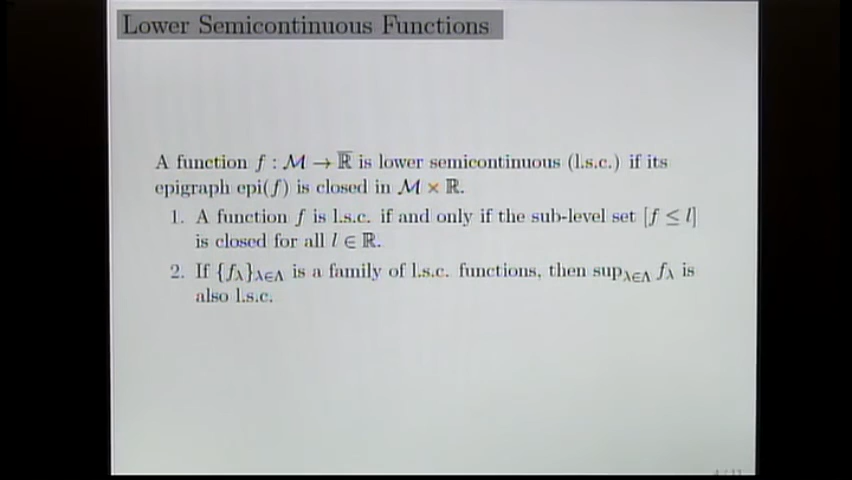 Lower Semicontinuous Functions
A function f : ℳ → ℝ̅ is lower semicontinuous (l.s.c.) if its
epigraph epi(f) is closed in ℳ × ℝ.
1. A function f is l.s.c. if and only if the sub-level set [f ≤ l]
is closed for all l ∈ ℝ.
2. If {f_λ}_{λ∈Λ} is a family of l.s.c. functions, then sup_{λ∈Λ} f_λ is
also l.s.c.